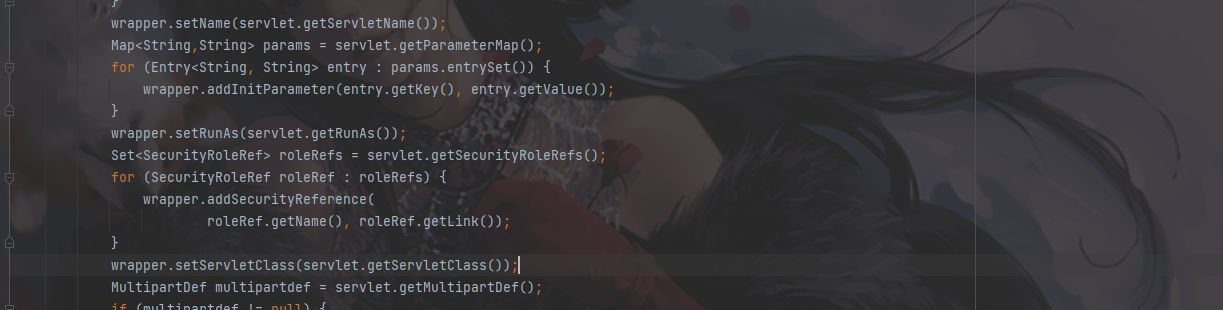 }
wrapper.setName(servlet.getServletName());
Map<String,String> params = servlet.getParameterMap();
for (Entry<String, String> entry : params.entrySet()) {
wrapper.addInitParameter(entry.getKey(), entry.getValue());
}
wrapper.setRunAs(servlet.getRunAs());
Set<SecurityRoleRef> roleRefs = servlet.getSecurityRoleRefs();
for (SecurityRoleRef roleRef : roleRefs) {
wrapper.addSecurityReference(
roleRef.getName(), roleRef.getLink());
}
wrapper.setServletClass(servlet.getServletClass());
MultipartDef multipartdef = servlet.getMultipartDef();
if (multipartdef != null) {